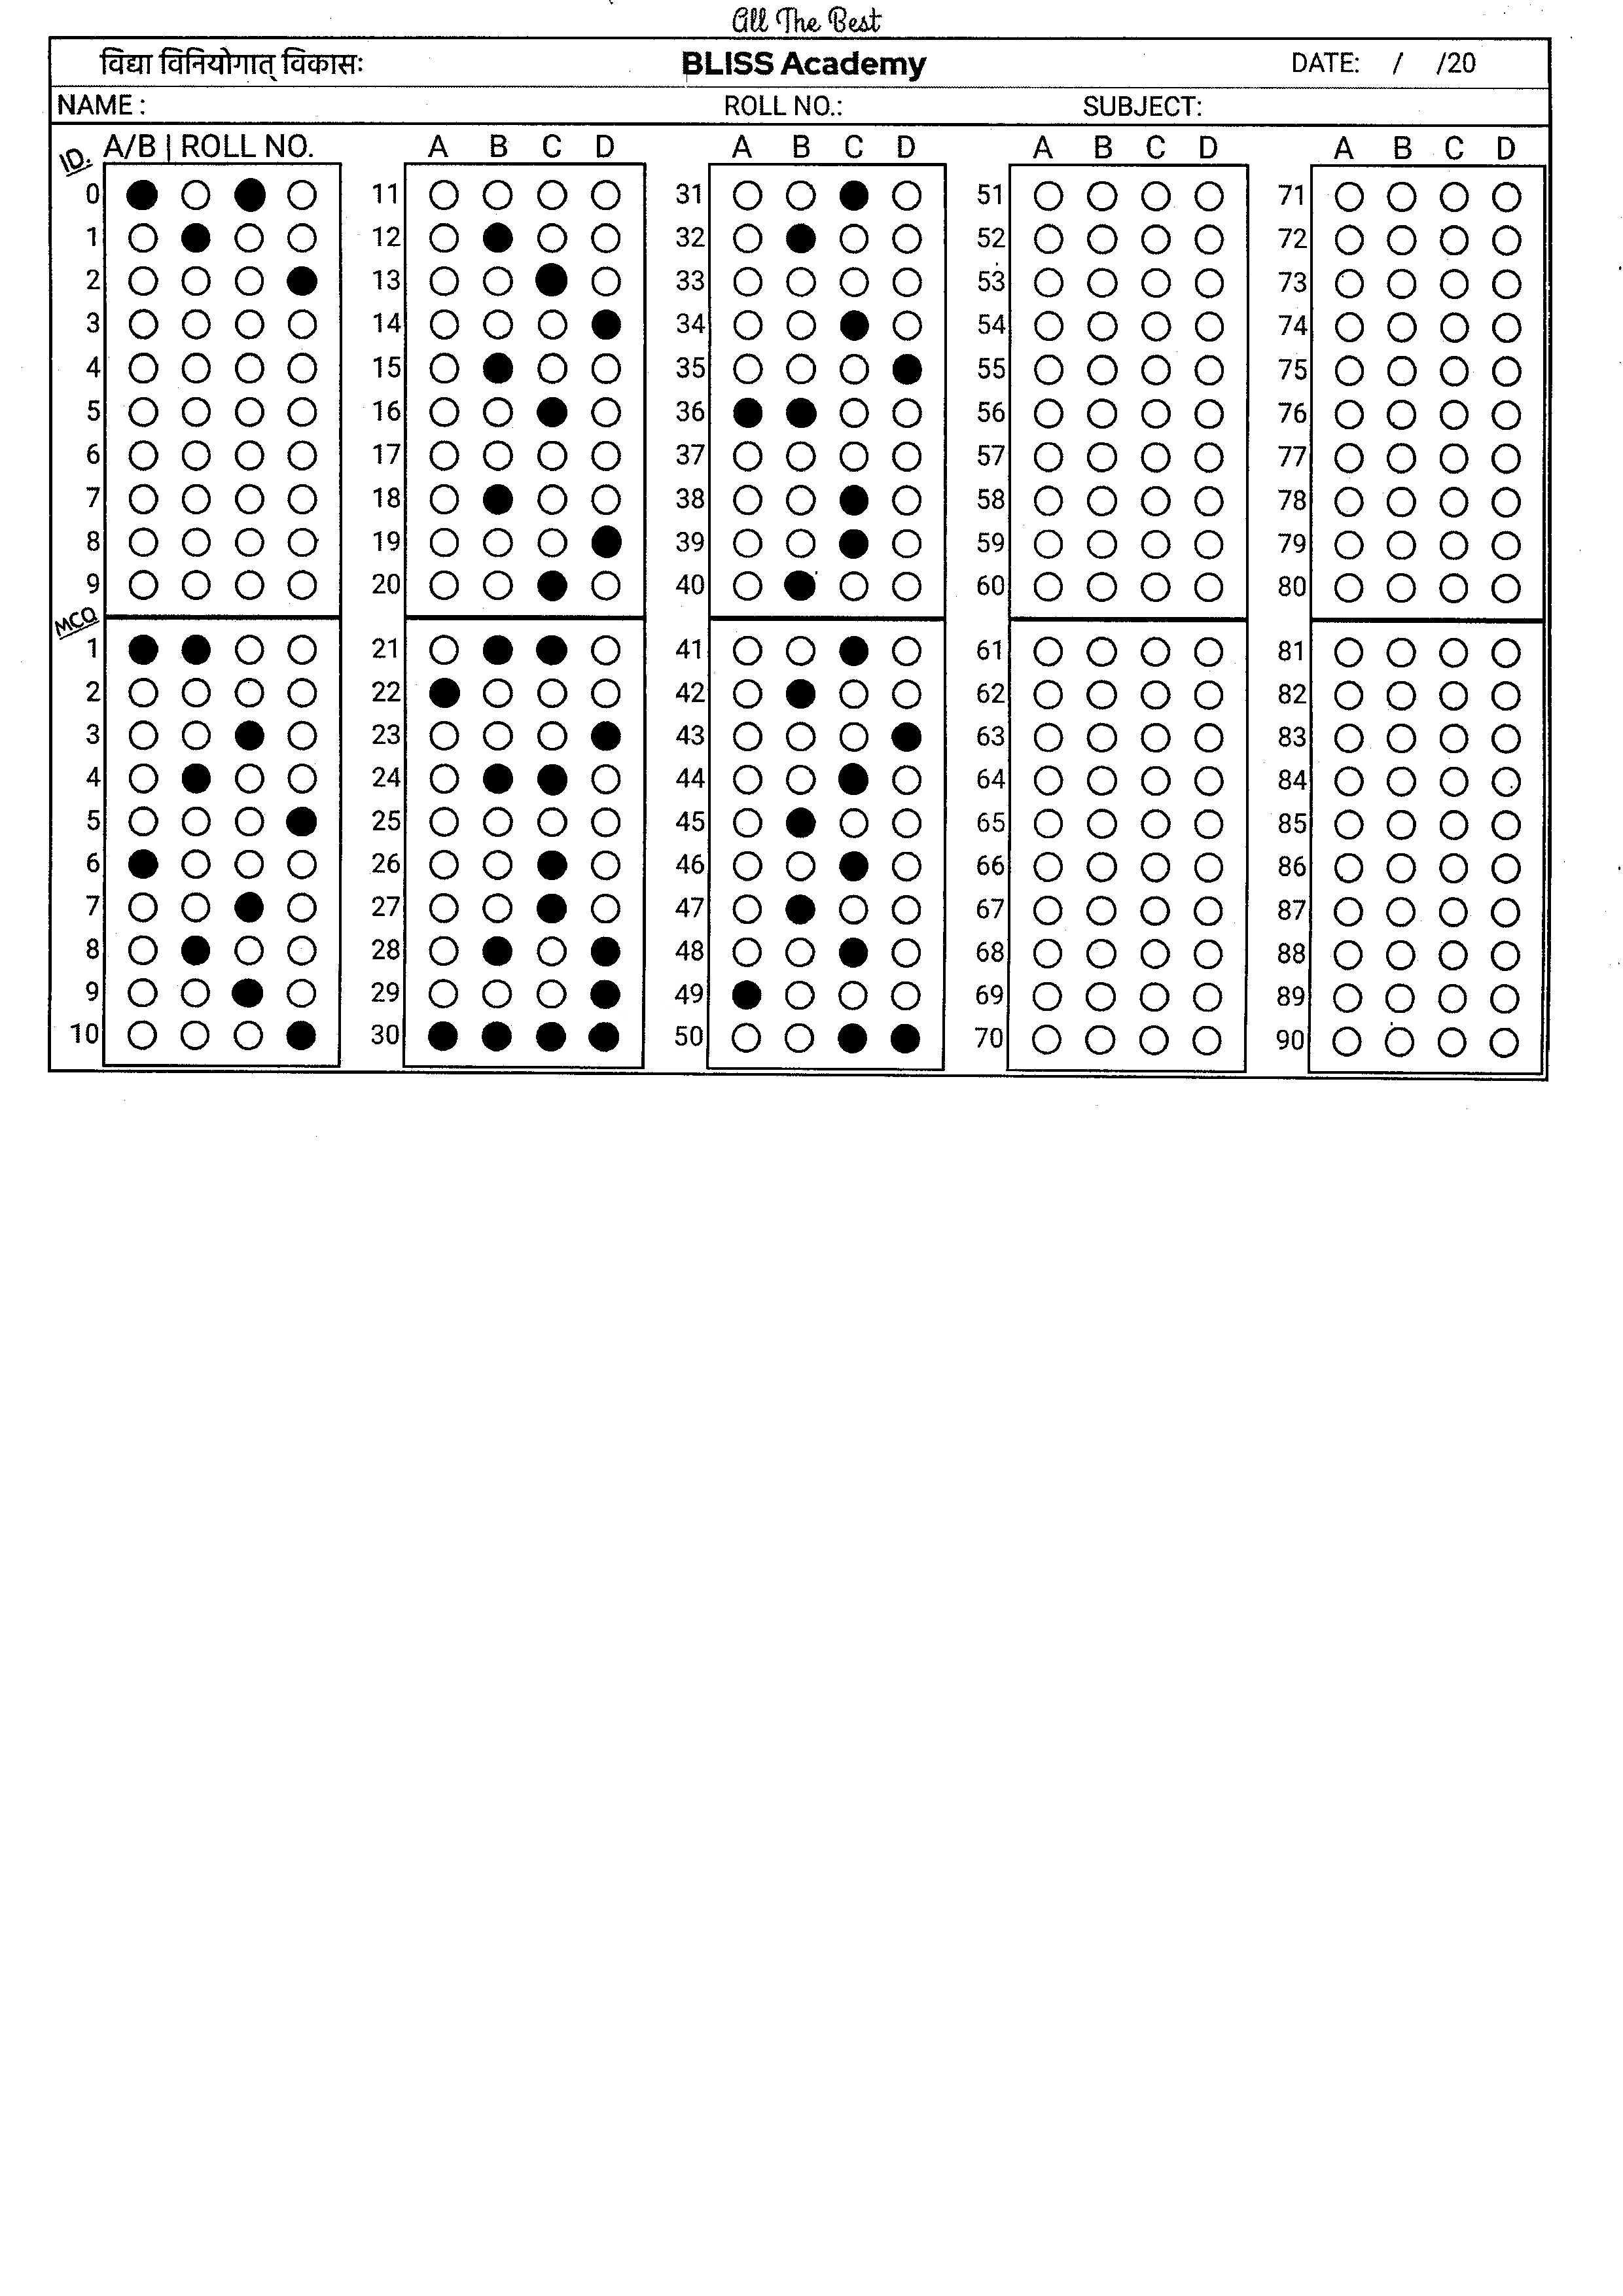 All The Best
विद्या विनियोगात् विकासः BLISS Academy DATE: / /20
NAME : ROLL NO.: SUBJECT:
ID. A/B | ROLL NO. A B C D A B C D A B C D A B C D
0 11 31 51 71
1 12 32 52 72
2 13 33 53 73
3 14 34 54 74
4 15 35 55 75
5 16 36 56 76
6 17 37 57 77
7 18 38 58 78
8 19 39 59 79
9 20 40 60 80
MCQ
1 21 41 61 81
2 22 42 62 82
3 23 43 63 83
4 24 44 64 84
5 25 45 65 85
6 26 46 66 86
7 27 47 67 87
8 28 48 68 88
9 29 49 69 89
10 30 50 70 90